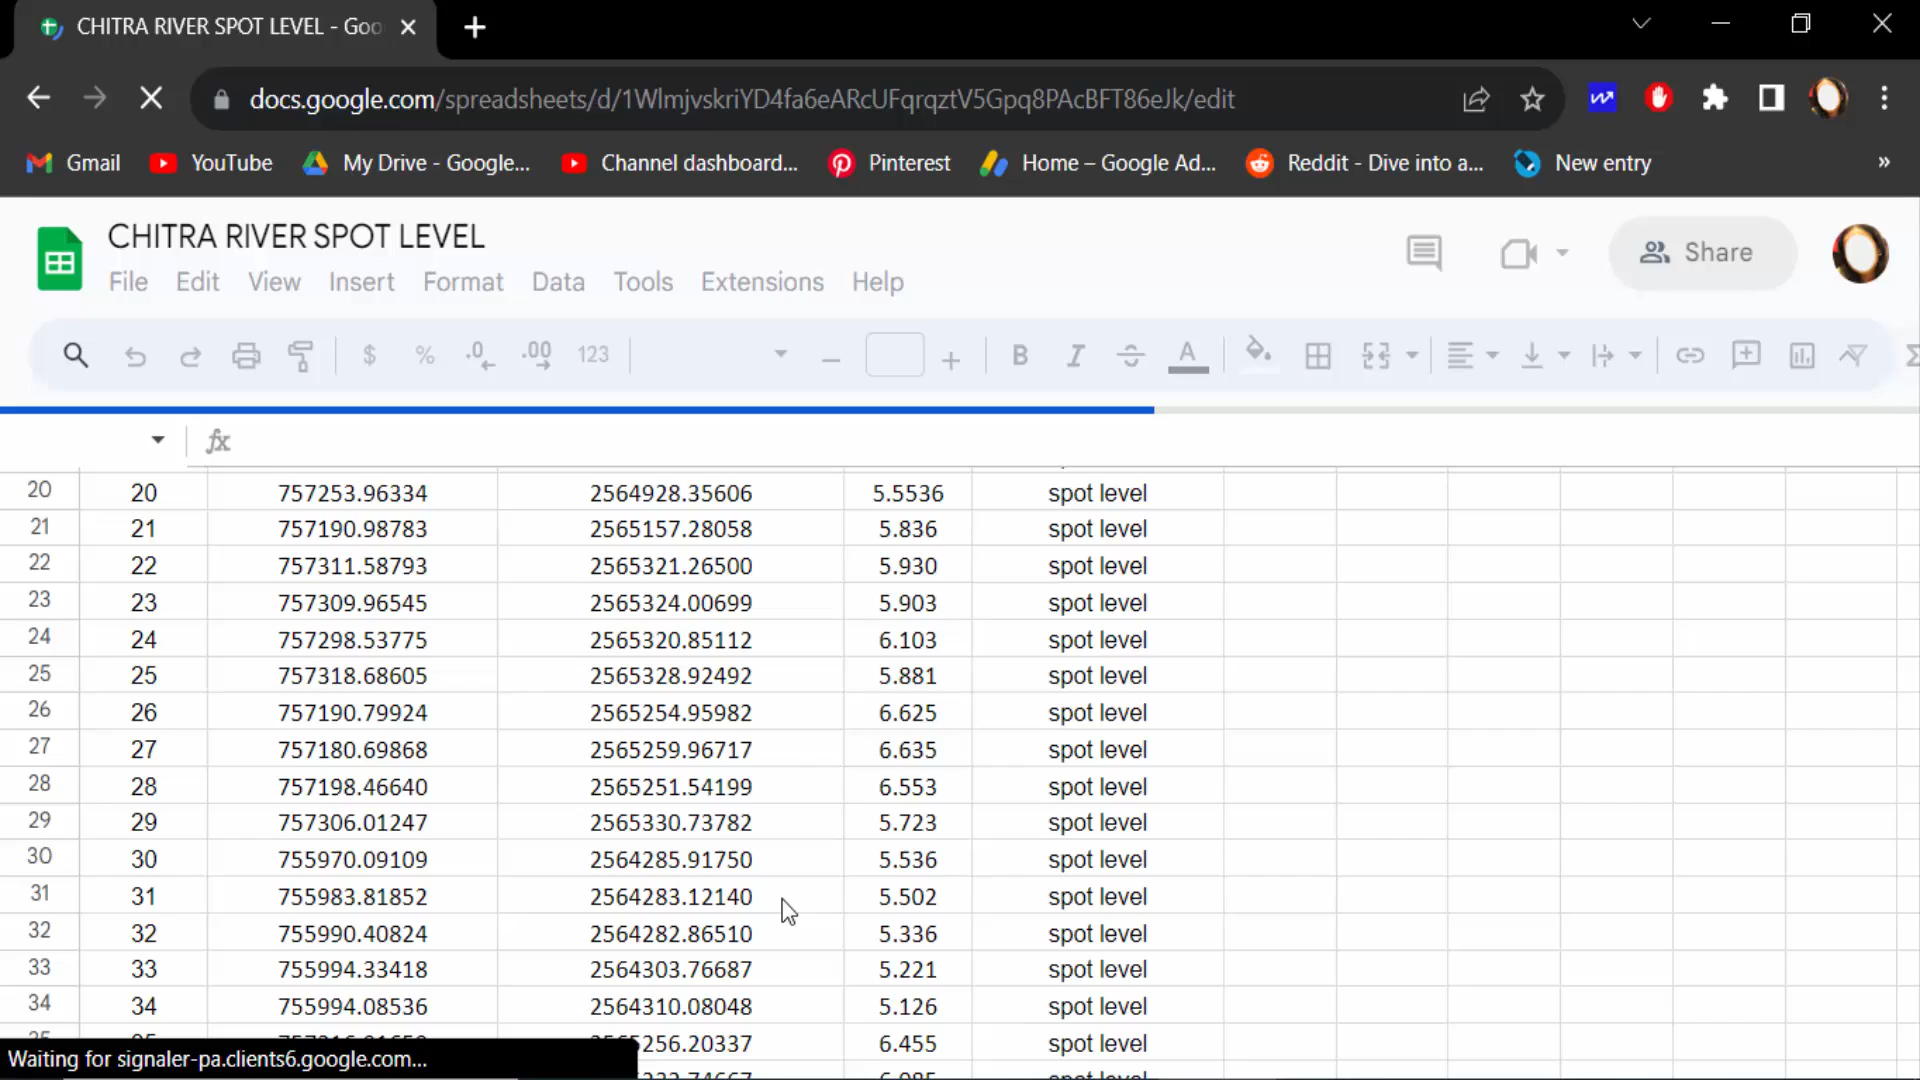 CHITRA RIVER SPOT LEVEL - Goo
docs.google.com/spreadsheets/d/1WlmjvskriYD4fa6eARcUFqrqztV5Gpq8PAcBFT86eJk/edit
Gmail YouTube My Drive - Google... Channel dashboard... Pinterest Home – Google Ad... Reddit - Dive into a... New entry »
CHITRA RIVER SPOT LEVEL
Share
File Edit View Insert Format Data Tools Extensions Help
$ % .0 .00 123 B I S A
fx
20 20 757253.96334 2564928.35606 5.5536 spot level
21 21 757190.98783 2565157.28058 5.836 spot level
22 22 757311.58793 2565321.26500 5.930 spot level
23 23 757309.96545 2565324.00699 5.903 spot level
24 24 757298.53775 2565320.85112 6.103 spot level
25 25 757318.68605 2565328.92492 5.881 spot level
26 26 757190.79924 2565254.95982 6.625 spot level
27 27 757180.69868 2565259.96717 6.635 spot level
28 28 757198.46640 2565251.54199 6.553 spot level
29 29 757306.01247 2565330.73782 5.723 spot level
30 30 755970.09109 2564285.91750 5.536 spot level
31 31 755983.81852 2564283.12140 5.502 spot level
32 32 755990.40824 2564282.86510 5.336 spot level
33 33 755994.33418 2564303.76687 5.221 spot level
34 34 755994.08536 2564310.08048 5.126 spot level
6.455 spot level
Waiting for signaler-pa.clients6.google.com...